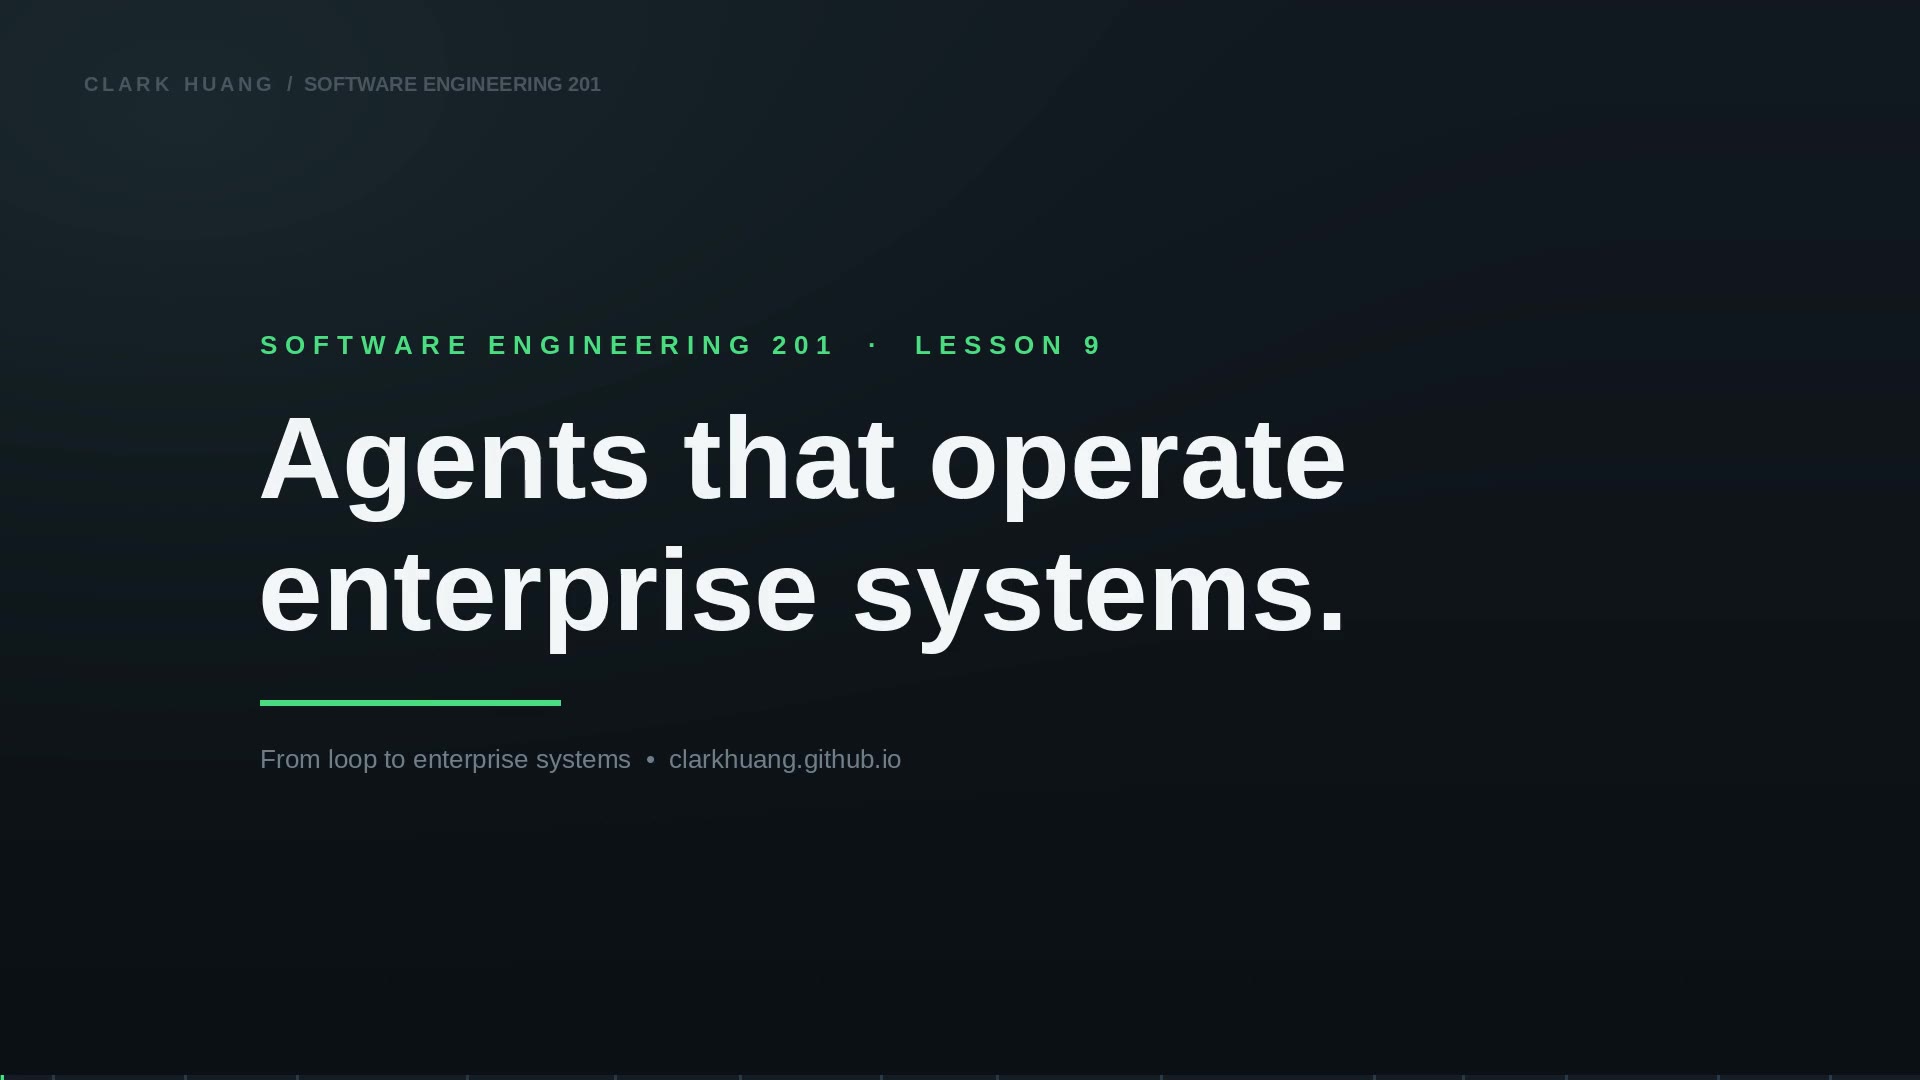 CLARK HUANG / SOFTWARE ENGINEERING 201
SOFTWARE ENGINEERING 201 · LESSON 9
Agents that operate
enterprise systems.
From loop to enterprise systems • clarkhuang.github.io